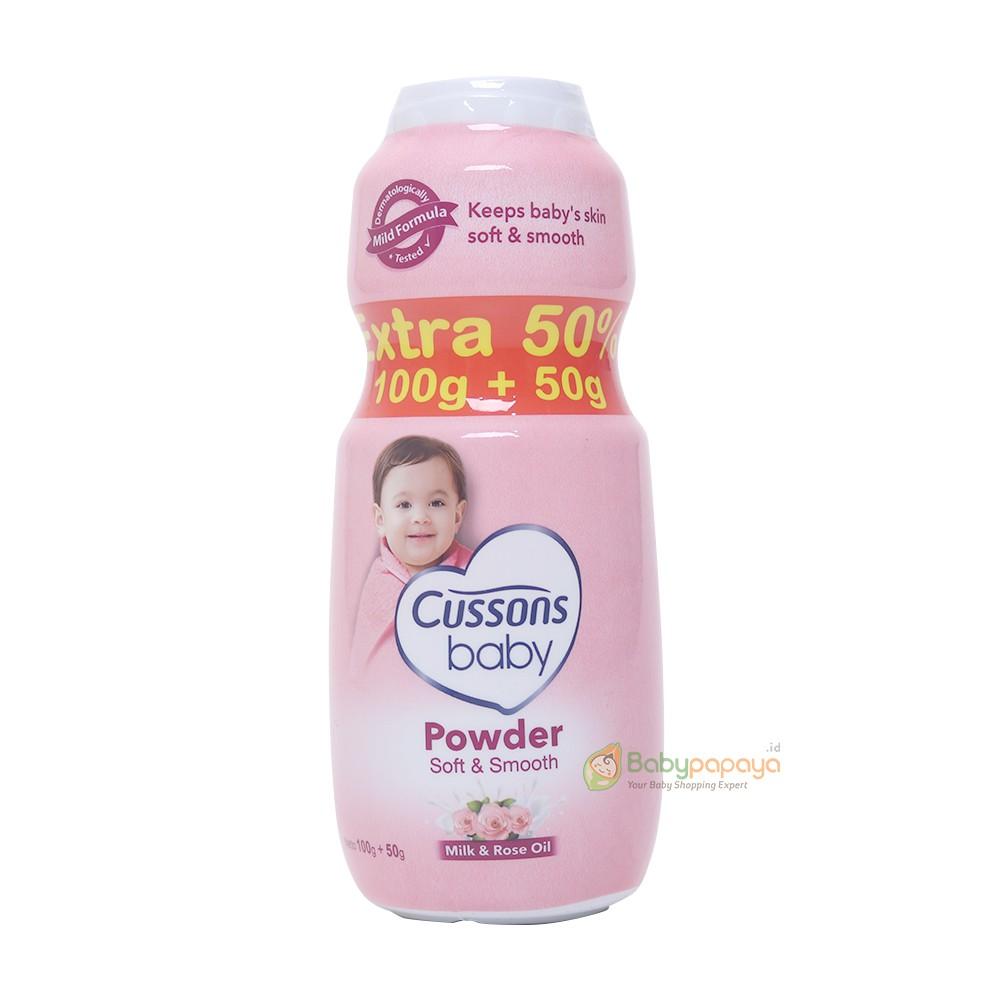 Dermatologically
Mild Formula
* Tested ✓
Keeps baby's skin
soft & smooth
Extra 50%
100g + 50g
Cussons
baby
Powder
Soft & Smooth
Milk & Rose Oil
100g + 50g
.id
Babypapaya
Your Baby Shopping Expert